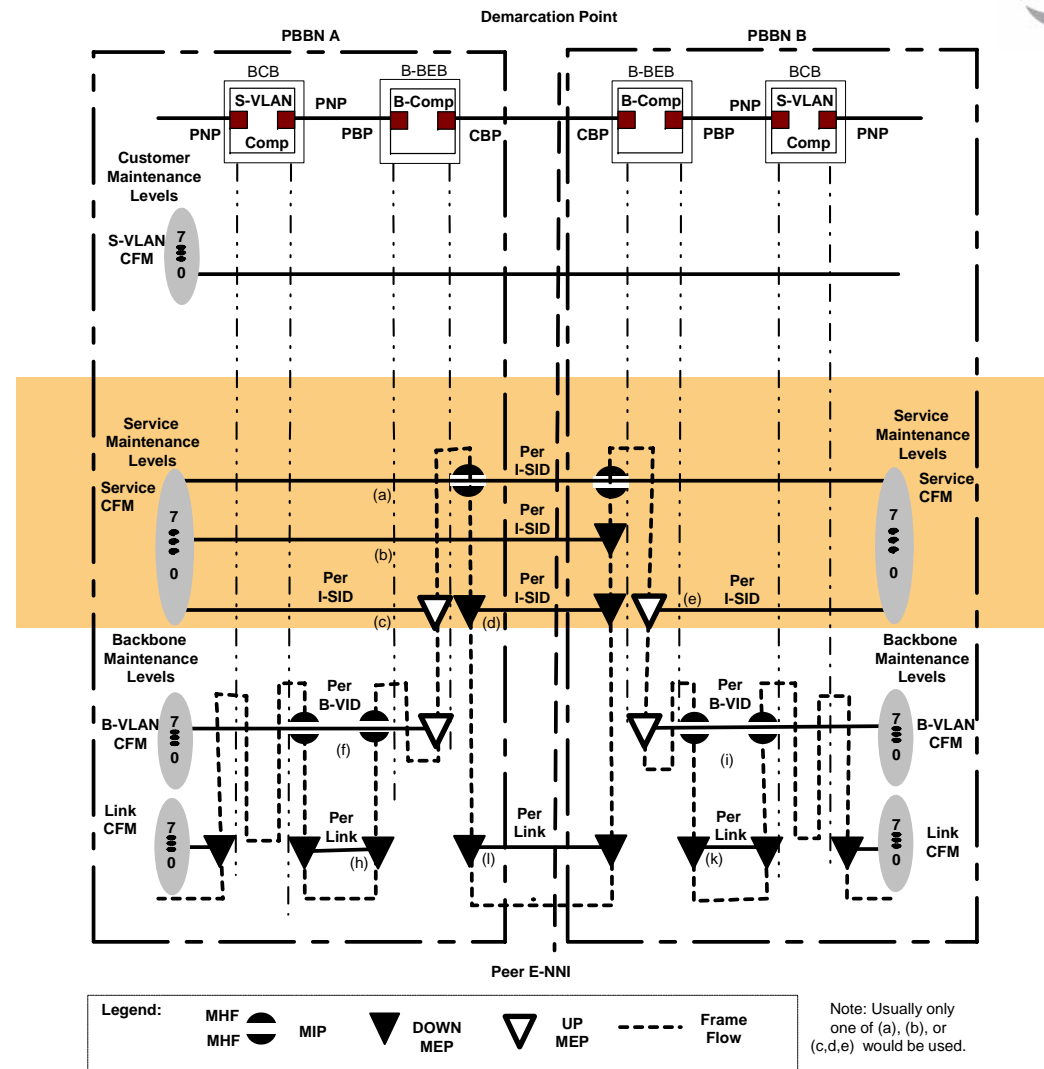 Demarcation Point
PBBN A
PBBN B
BCB
B-BEB
B-BEB
BCB
S-VLAN
Comp
PNP
PNP
PBP
B-Comp
CBP
CBP
B-Comp
PBP
PNP
S-VLAN
Comp
PNP
Customer
Maintenance
Levels
S-VLAN
CFM
7
0
Service
Maintenance
Levels
Service
CFM
7
0
Service
Maintenance
Levels
Service
CFM
7
0
Per
I-SID
(a)
Per
I-SID
(b)
Per
I-SID
(c)
Per
I-SID
(d)
Per
I-SID
(e)
Backbone
Maintenance
Levels
Backbone
Maintenance
Levels
B-VLAN
CFM
7
0
Per
B-VID
(f)
Per
B-VID
(i)
7
0
B-VLAN
CFM
Link
CFM
7
0
Per
Link
(h)
Per
Link
(l)
Per
Link
(k)
7
0
Link
CFM
Peer E-NNI
Legend:
MHF
MHF
MIP
DOWN
MEP
UP
MEP
Frame
Flow
Note: Usually only
one of (a), (b), or
(c,d,e) would be used.